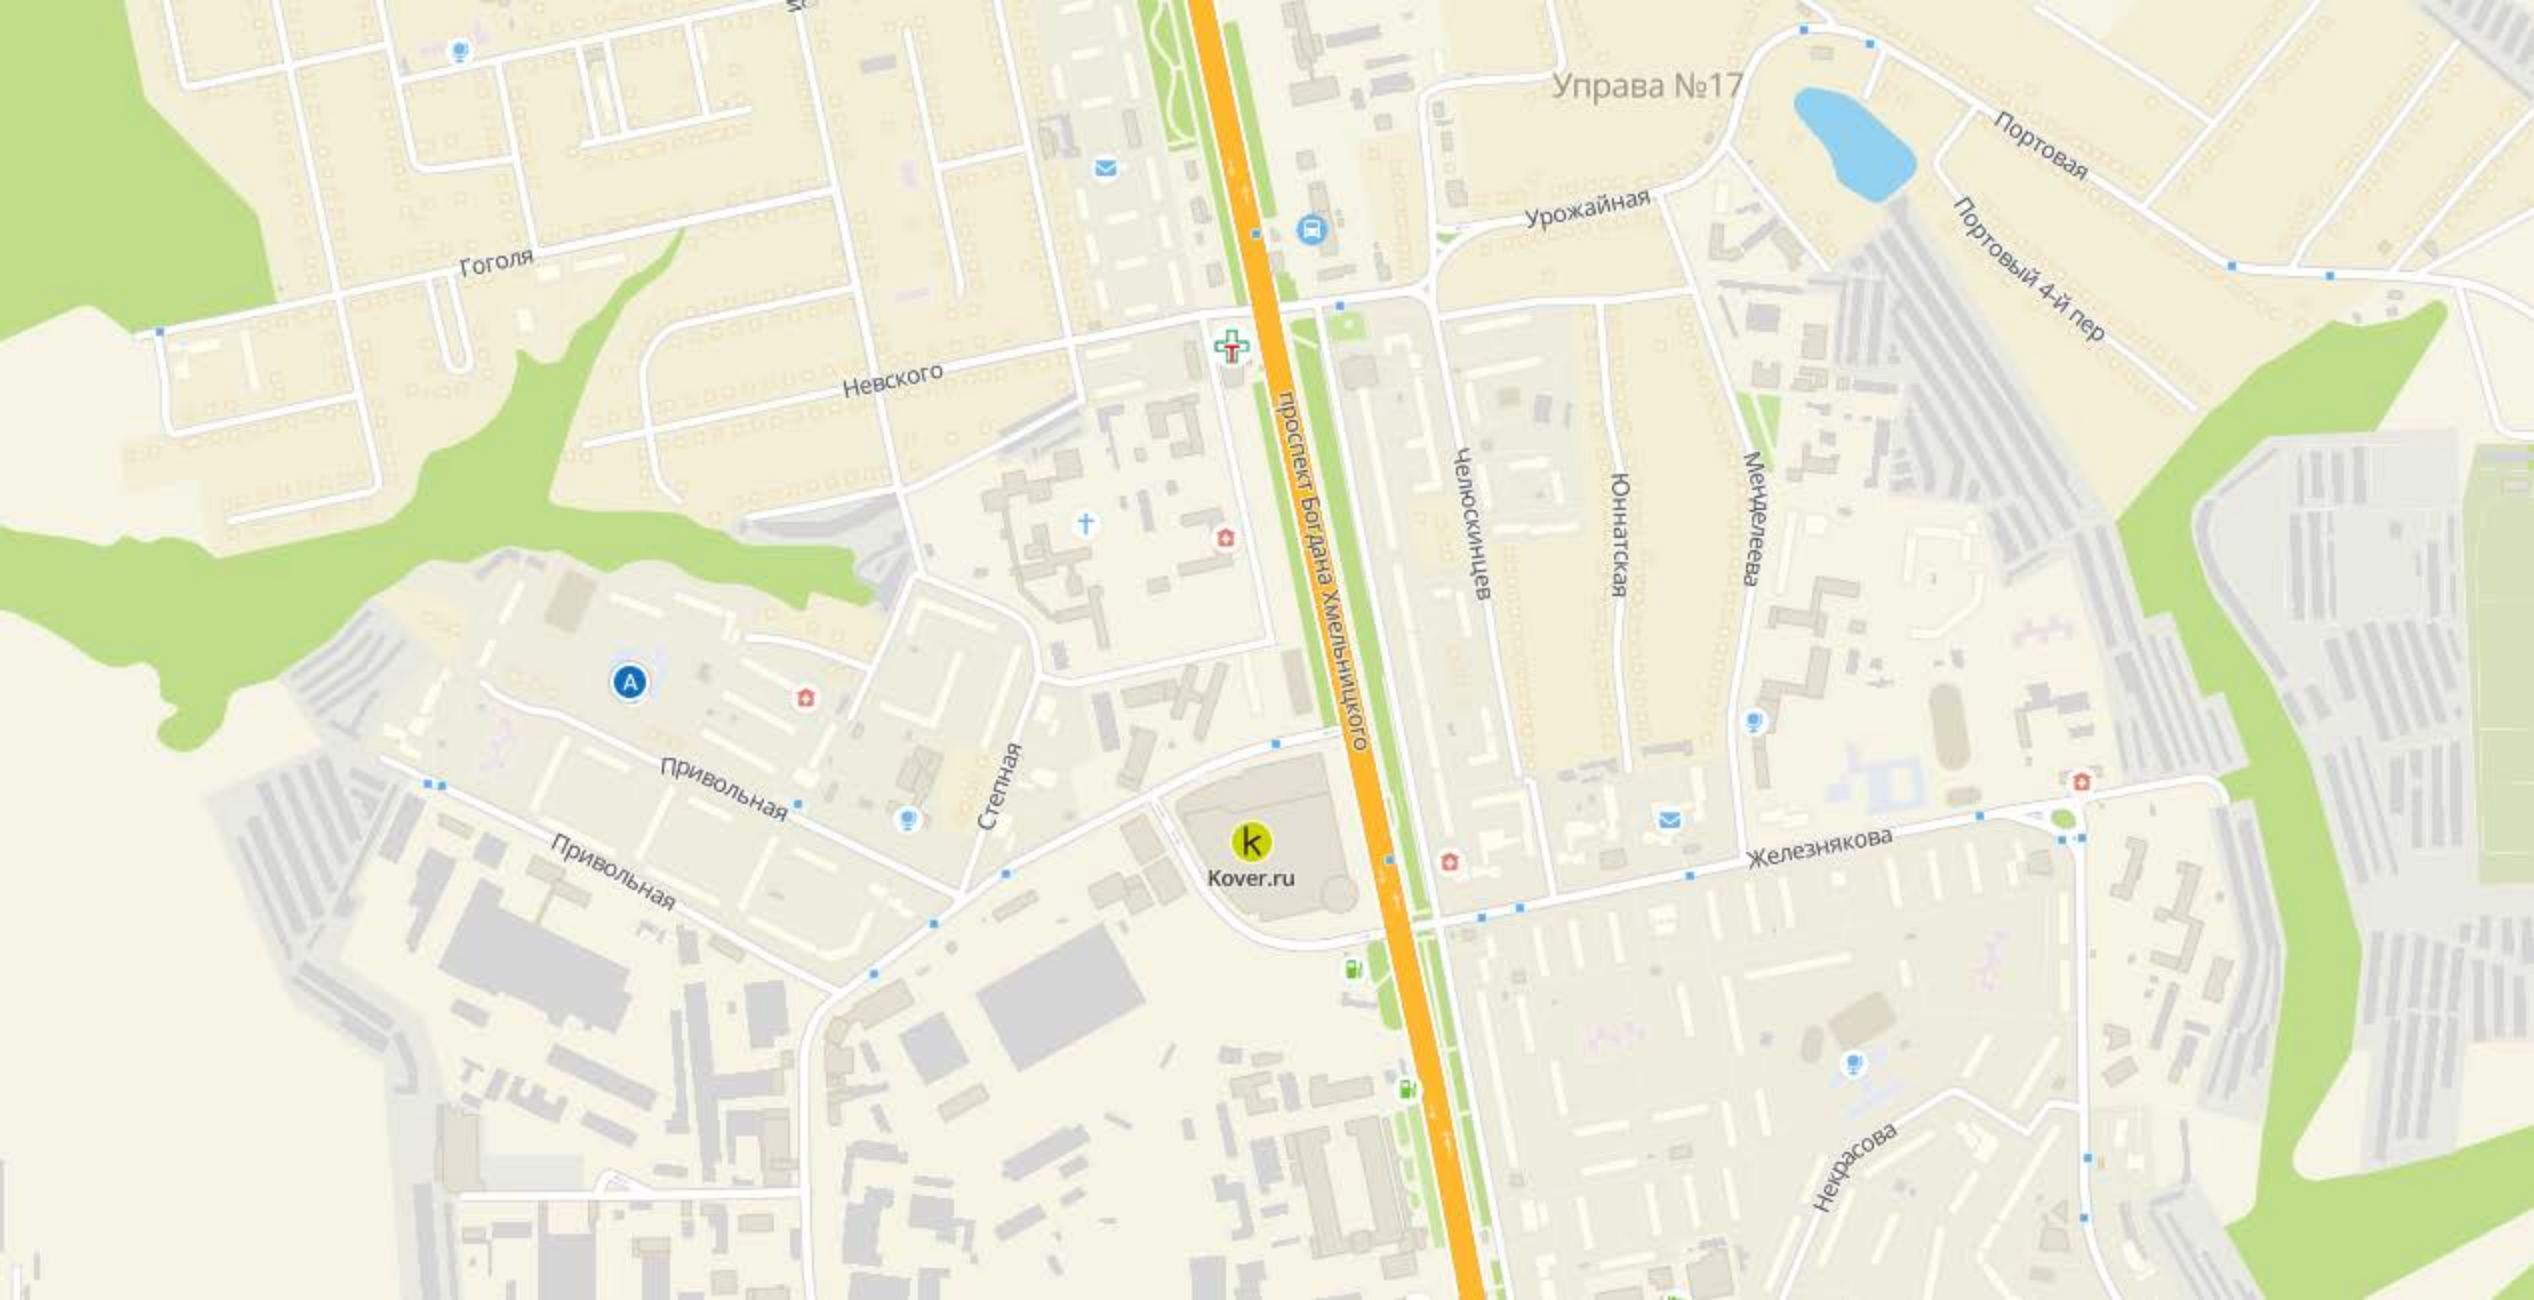 Управа №17
Портовая
Урожайная
Портовый 4-й пер
Гоголя
Невского
проспект Богдана Хмельницкого
Челюскинцев
Юннатская
Менделеева
А
Привольная
Степная
Привольная
k
Kover.ru
Железнякова
Некрасова